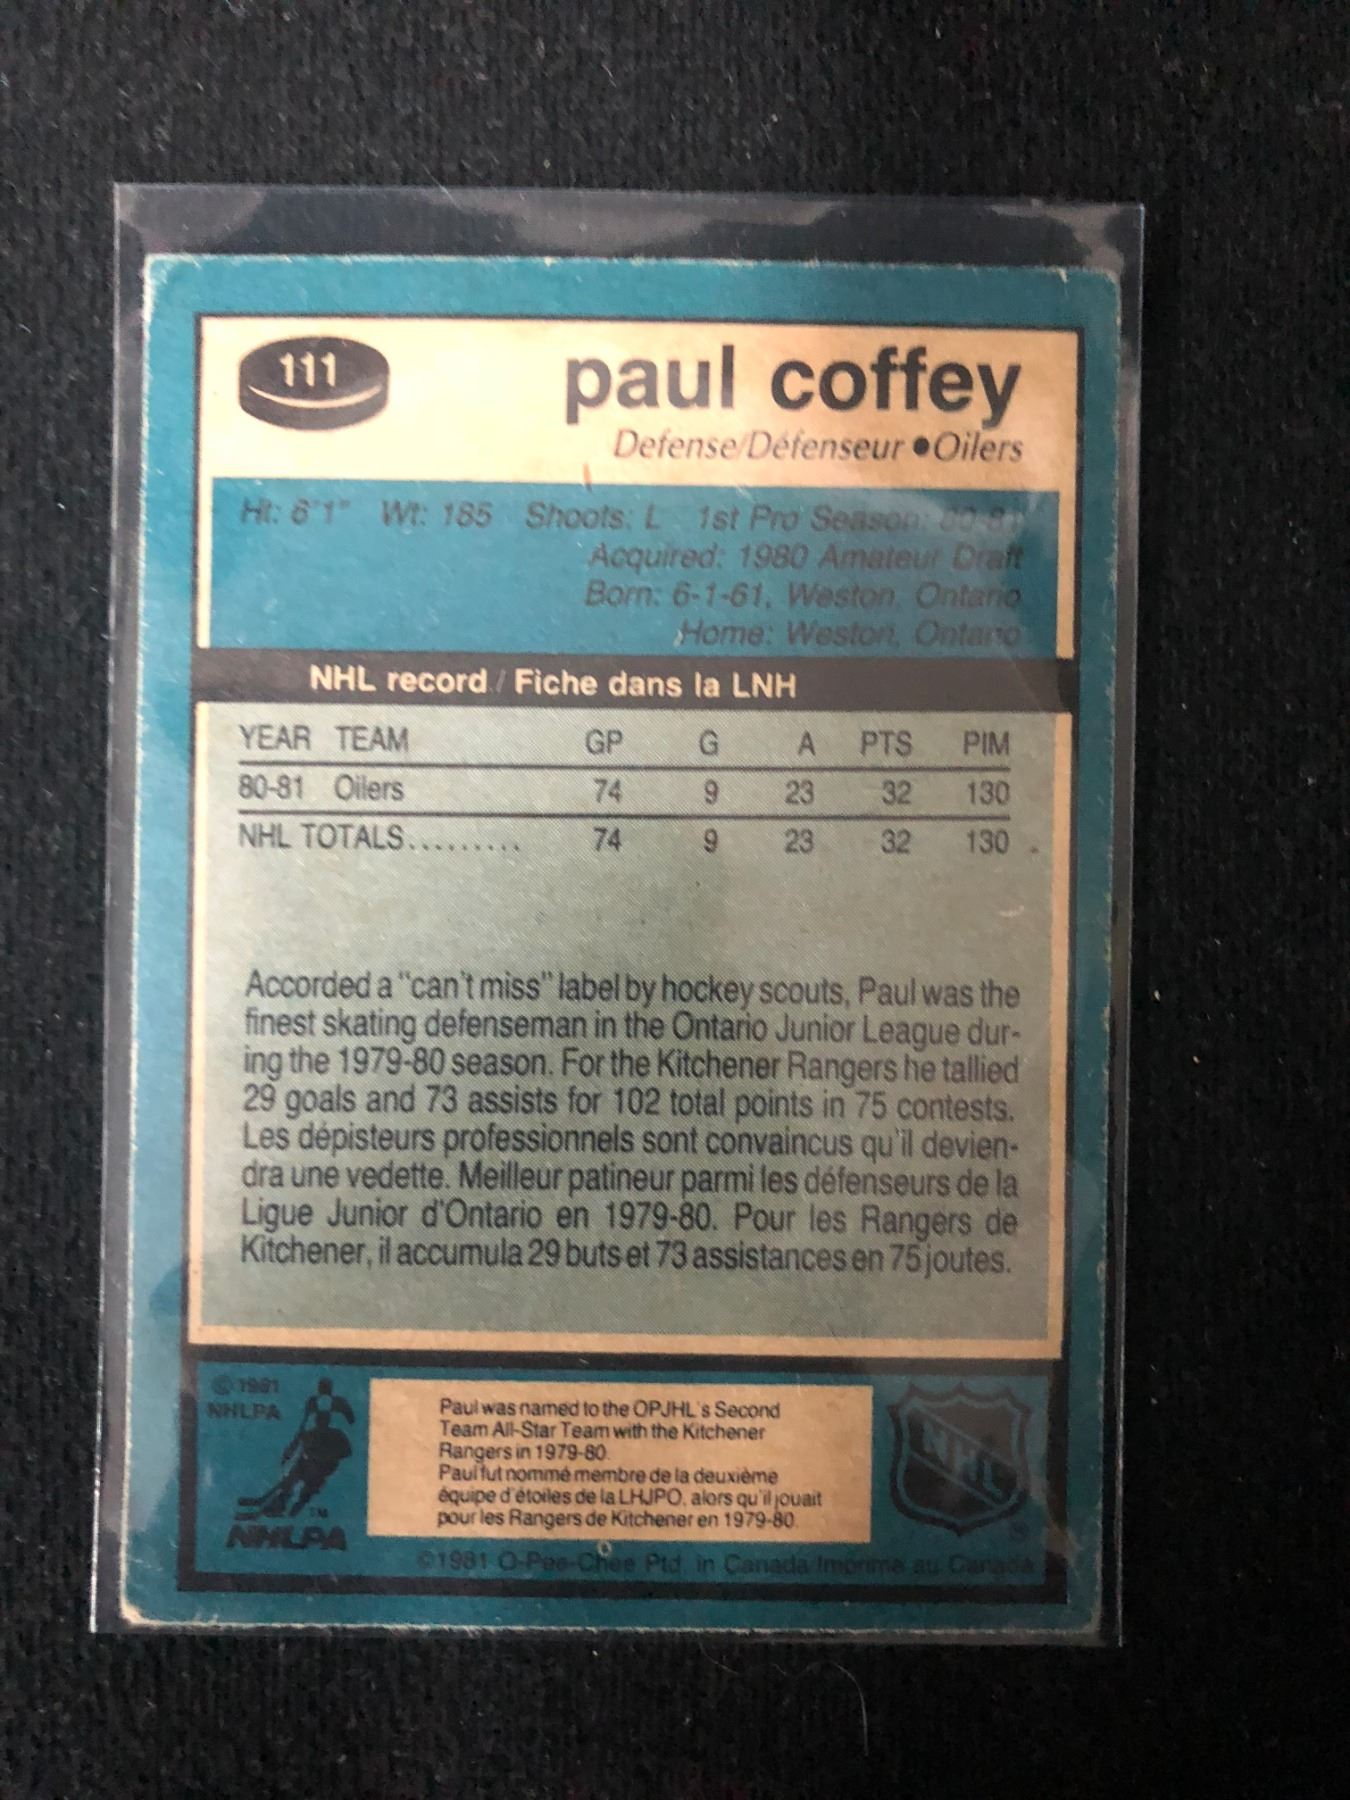 111
paul coffey
Defense/Défenseur ● Oilers
Ht: 6'1" Wt: 185 Shoots: L 1st Pro Season: 80-81
Acquired: 1980 Amateur Draft
Born: 6-1-61, Weston, Ontario
Home: Weston, Ontario
NHL record / Fiche dans la LNH
YEAR TEAM GP G A PTS PIM
80-81 Oilers 74 9 23 32 130
NHL TOTALS......... 74 9 23 32 130
Accorded a "can't miss" label by hockey scouts, Paul was the
finest skating defenseman in the Ontario Junior League dur-
ing the 1979-80 season. For the Kitchener Rangers he tallied
29 goals and 73 assists for 102 total points in 75 contests.
Les dépisteurs professionnels sont convaincus qu'il devien-
dra une vedette. Meilleur patineur parmi les défenseurs de la
Ligue Junior d'Ontario en 1979-80. Pour les Rangers de
Kitchener, il accumula 29 buts et 73 assistances en 75 joutes.
© 1981
NHLPA
TM
NHLPA
Paul was named to the OPJHL's Second
Team All-Star Team with the Kitchener
Rangers in 1979-80.
Paul fut nommé membre de la deuxième
équipe d'étoiles de la LHJPO, alors qu'il jouait
pour les Rangers de Kitchener en 1979-80.
NHL
®
©1981 O-Pee-Chee Ptd. in Canada/Imprimé au Canada